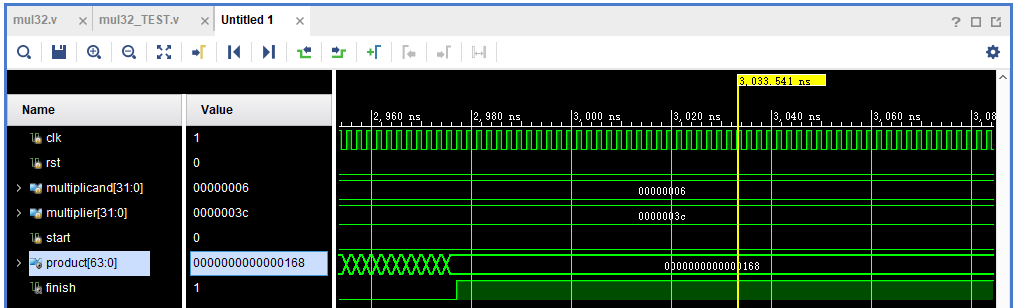 mul32.v × mul32_TEST.v × Untitled 1 × ?
3,033.541 ns
Name Value
2,960 ns 2,980 ns 3,000 ns 3,020 ns 3,040 ns 3,060 ns 3,08
clk 1
rst 0
multiplicand[31:0] 00000006 00000006
multiplier[31:0] 0000003c 0000003c
start 0
product[63:0] 0000000000000168 0000000000000168
finish 1